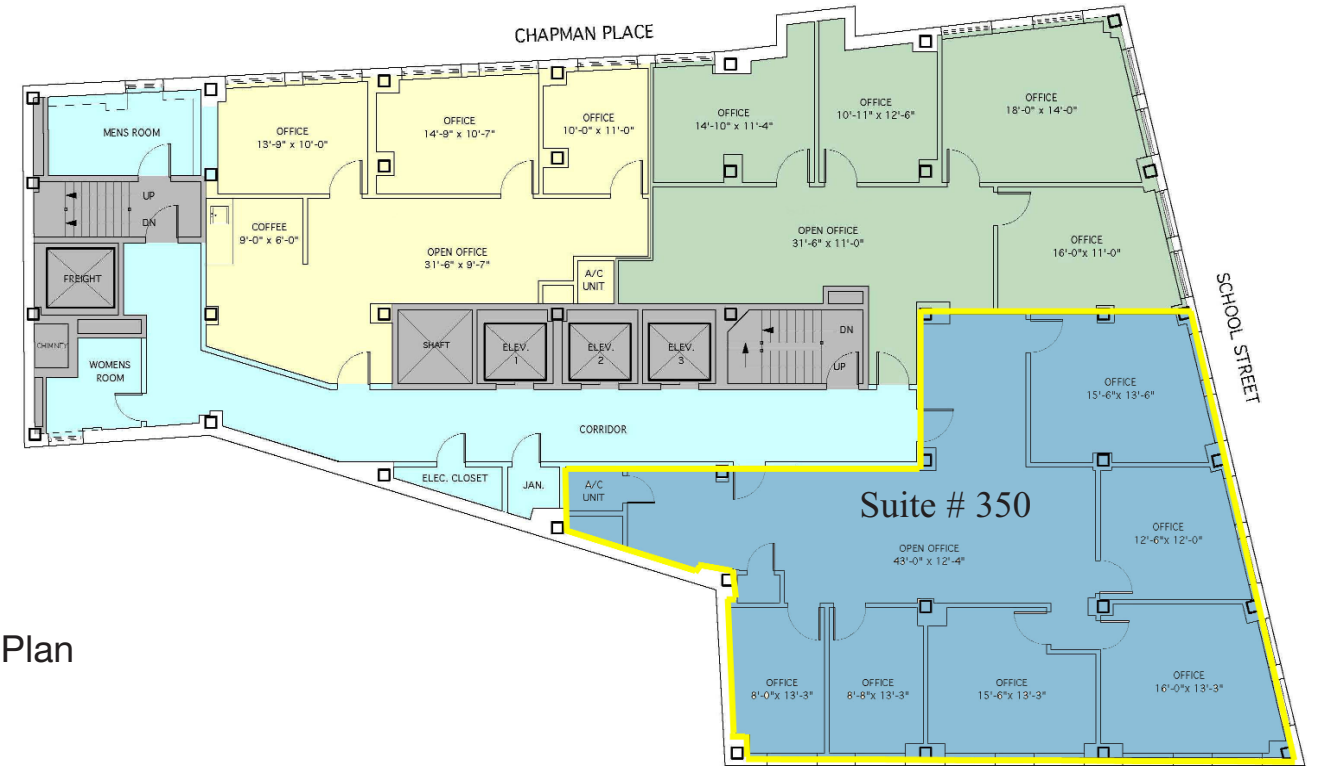 CHAPMAN PLACE
MENS ROOM
OFFICE
13'-9" x 10'-0"
OFFICE
14'-9" x 10'-7"
OFFICE
10'-0" x 11'-0"
OFFICE
14'-10" x 11'-4"
OFFICE
10'-11" x 12'-6"
OFFICE
18'-0" x 14'-0"
UP
DN
COFFEE
9'-0" x 6'-0"
OPEN OFFICE
31'-6" x 9'-7"
A/C
UNIT
OPEN OFFICE
31'-6" x 11'-0"
OFFICE
16'-0"x 11'-0"
SCHOOL STREET
FREIGHT
CHIMNEY
WOMENS
ROOM
SHAFT
ELEV.
1
ELEV.
2
ELEV.
3
DN
UP
OFFICE
15'-6"x 13'-6"
CORRIDOR
ELEC. CLOSET
JAN.
A/C
UNIT
Suite # 350
OPEN OFFICE
43'-0" x 12'-4"
OFFICE
12'-6"x 12'-0"
Plan
OFFICE
8'-0"x 13'-3"
OFFICE
8'-8"x 13'-3"
OFFICE
15'-6"x 13'-3"
OFFICE
16'-0"x 13'-3"